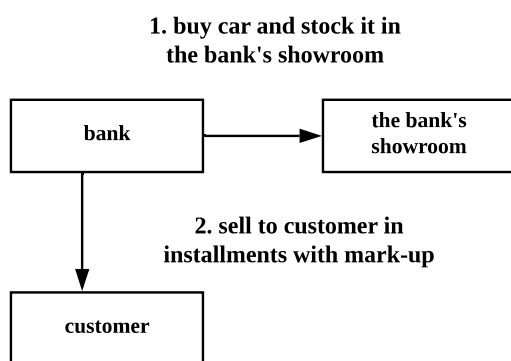 1. buy car and stock it in
the bank's showroom
bank
the bank's
showroom
2. sell to customer in
installments with mark-up
customer